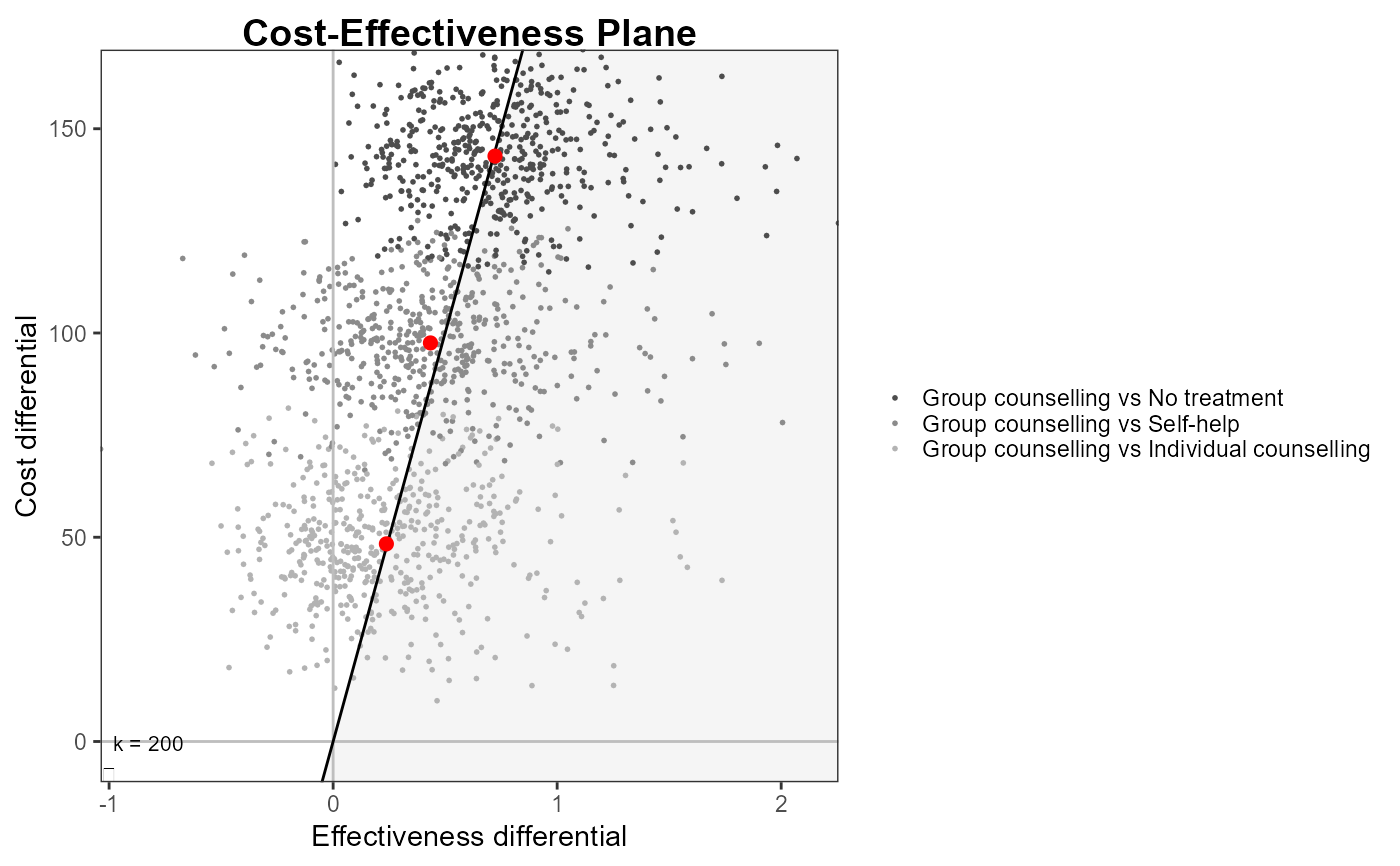 Cost-Effectiveness Plane
150
100
50
0
Cost differential
k = 200
-1
0
1
2
Effectiveness differential
Group counselling vs No treatment
Group counselling vs Self-help
Group counselling vs Individual counselling